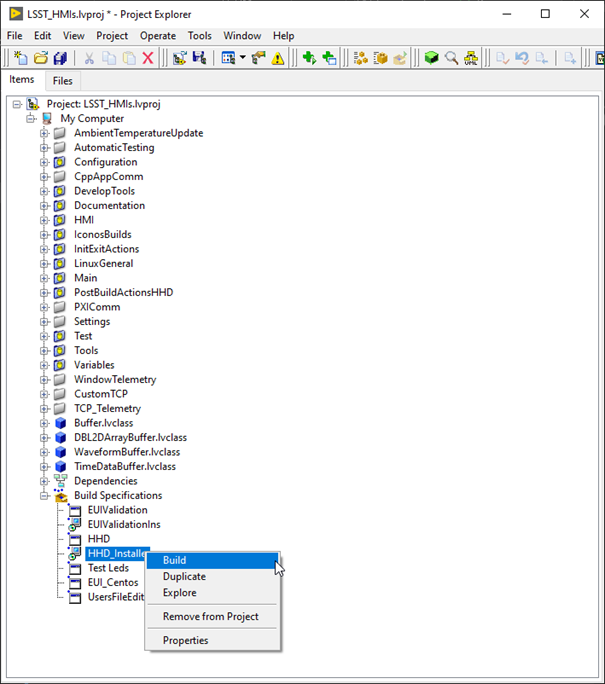 LSST_HMIs.lvproj * - Project Explorer
File Edit View Project Operate Tools Window Help
Items Files
Project: LSST_HMIs.lvproj
My Computer
AmbientTemperatureUpdate
AutomaticTesting
Configuration
CppAppComm
DevelopTools
Documentation
HMI
IconosBuilds
InitExitActions
LinuxGeneral
Main
PostBuildActionsHHD
PXIComm
Settings
Test
Tools
Variables
WindowTelemetry
CustomTCP
TCP_Telemetry
Buffer.lvclass
DBL2DArrayBuffer.lvclass
WaveformBuffer.lvclass
TimeDataBuffer.lvclass
Dependencies
Build Specifications
EUIValidation
EUIValidationIns
HHD
HHD_Installe
Build
Test Leds
Duplicate
EUI_Centos
Explore
UsersFileEdit
Remove from Project
Properties